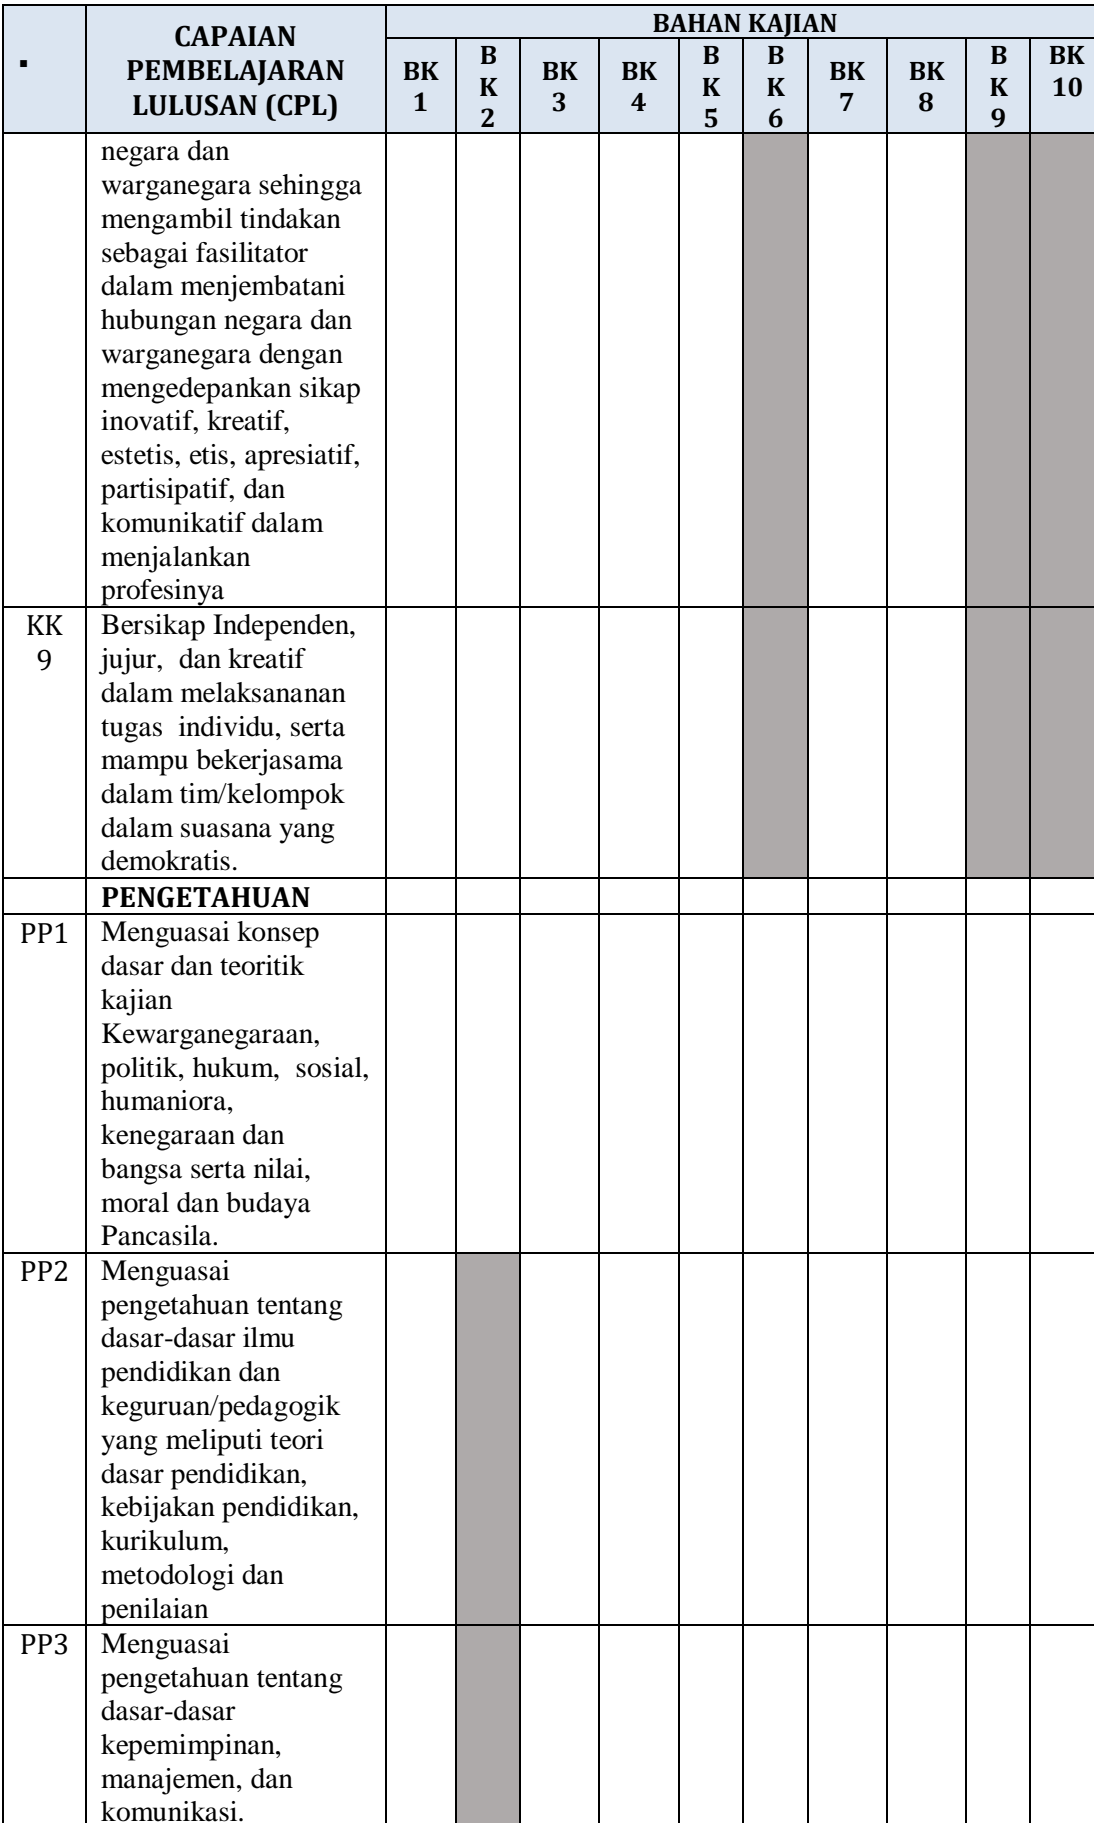 CAPAIAN
PEMBELAJARAN
LULUSAN (CPL)
BAHAN KAJIAN
BK
1
B
K
2
BK
3
BK
4
B
K
5
B
K
6
BK
7
BK
8
B
K
9
BK
10
negara dan
warganegara sehingga
mengambil tindakan
sebagai fasilitator
dalam menjembatani
hubungan negara dan
warganegara dengan
mengedepankan sikap
inovatif, kreatif,
estetis, etis, apresiatif,
partisipatif, dan
komunikatif dalam
menjalankan
profesinya
KK
9
Bersikap Independen,
jujur,  dan kreatif
dalam melaksananan
tugas  individu, serta
mampu bekerjasama
dalam tim/kelompok
dalam suasana yang
demokratis.
PENGETAHUAN
PP1
Menguasai konsep
dasar dan teoritik
kajian
Kewarganegaraan,
politik, hukum,  sosial,
humaniora,
kenegaraan dan
bangsa serta nilai,
moral dan budaya
Pancasila.
PP2
Menguasai
pengetahuan tentang
dasar-dasar ilmu
pendidikan dan
keguruan/pedagogik
yang meliputi teori
dasar pendidikan,
kebijakan pendidikan,
kurikulum,
metodologi dan
penilaian
PP3
Menguasai
pengetahuan tentang
dasar-dasar
kepemimpinan,
manajemen, dan
komunikasi.